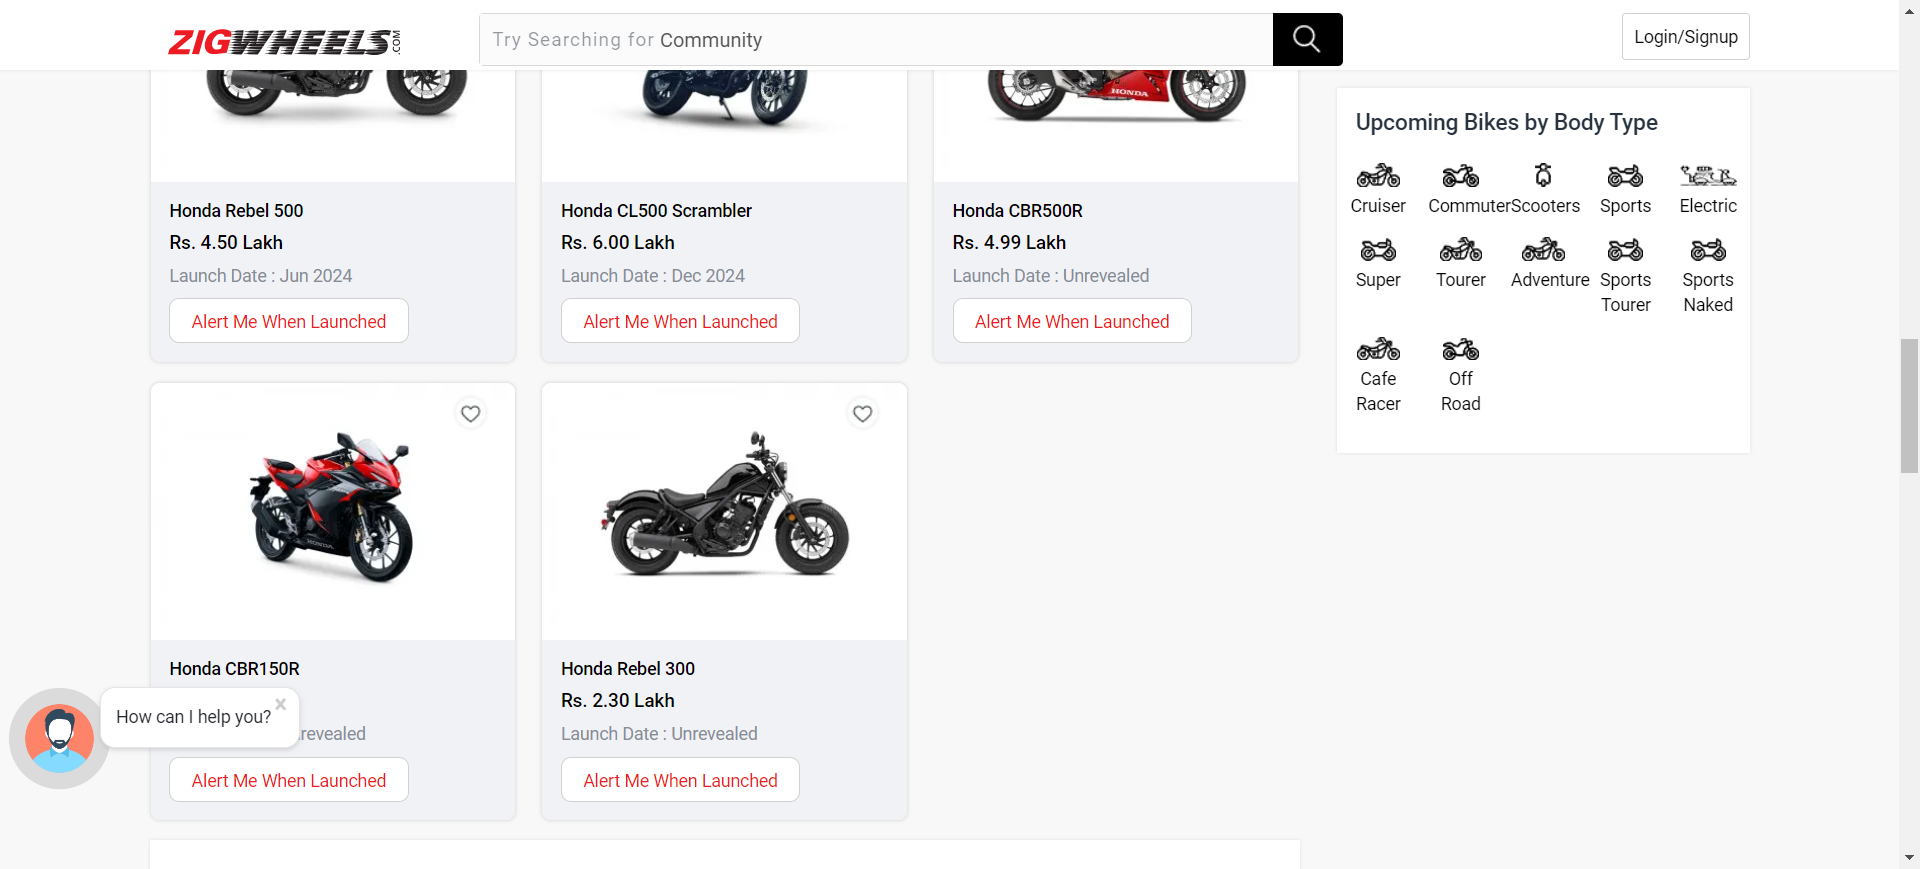 ZIGWHEELS.COM
Try Searching for Community
Login/Signup
HONDA
Honda Rebel 500
Rs. 4.50 Lakh
Launch Date : Jun 2024
Alert Me When Launched
Honda CL500 Scrambler
Rs. 6.00 Lakh
Launch Date : Dec 2024
Alert Me When Launched
Honda CBR500R
Rs. 4.99 Lakh
Launch Date : Unrevealed
Alert Me When Launched
Upcoming Bikes by Body Type
Cruiser
Commuter
Scooters
Sports
Electric
Super
Tourer
Adventure
Sports
Tourer
Sports
Naked
Cafe
Racer
Off
Road
HONDA
Honda CBR150R
revealed
Alert Me When Launched
Honda Rebel 300
Rs. 2.30 Lakh
Launch Date : Unrevealed
Alert Me When Launched
How can I help you?
x